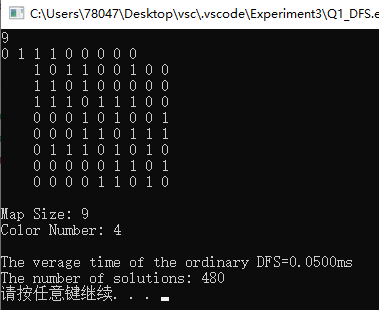 C:\Users\78047\Desktop\vsc\.vscode\Experiment3\Q1_DFS.e
9
0 1 1 1 0 0 0 0 0
1 0 1 1 0 0 1 0 0
1 1 0 1 0 0 0 0 0
1 1 1 0 1 1 1 0 0
0 0 0 1 0 1 0 0 1
0 0 0 1 1 0 1 1 1
0 1 1 1 0 1 0 1 0
0 0 0 0 0 1 1 0 1
0 0 0 0 1 1 0 1 0
Map Size: 9
Color Number: 4
The verage time of the ordinary DFS=0.0500ms
The number of solutions: 480
请按任意键继续. . .